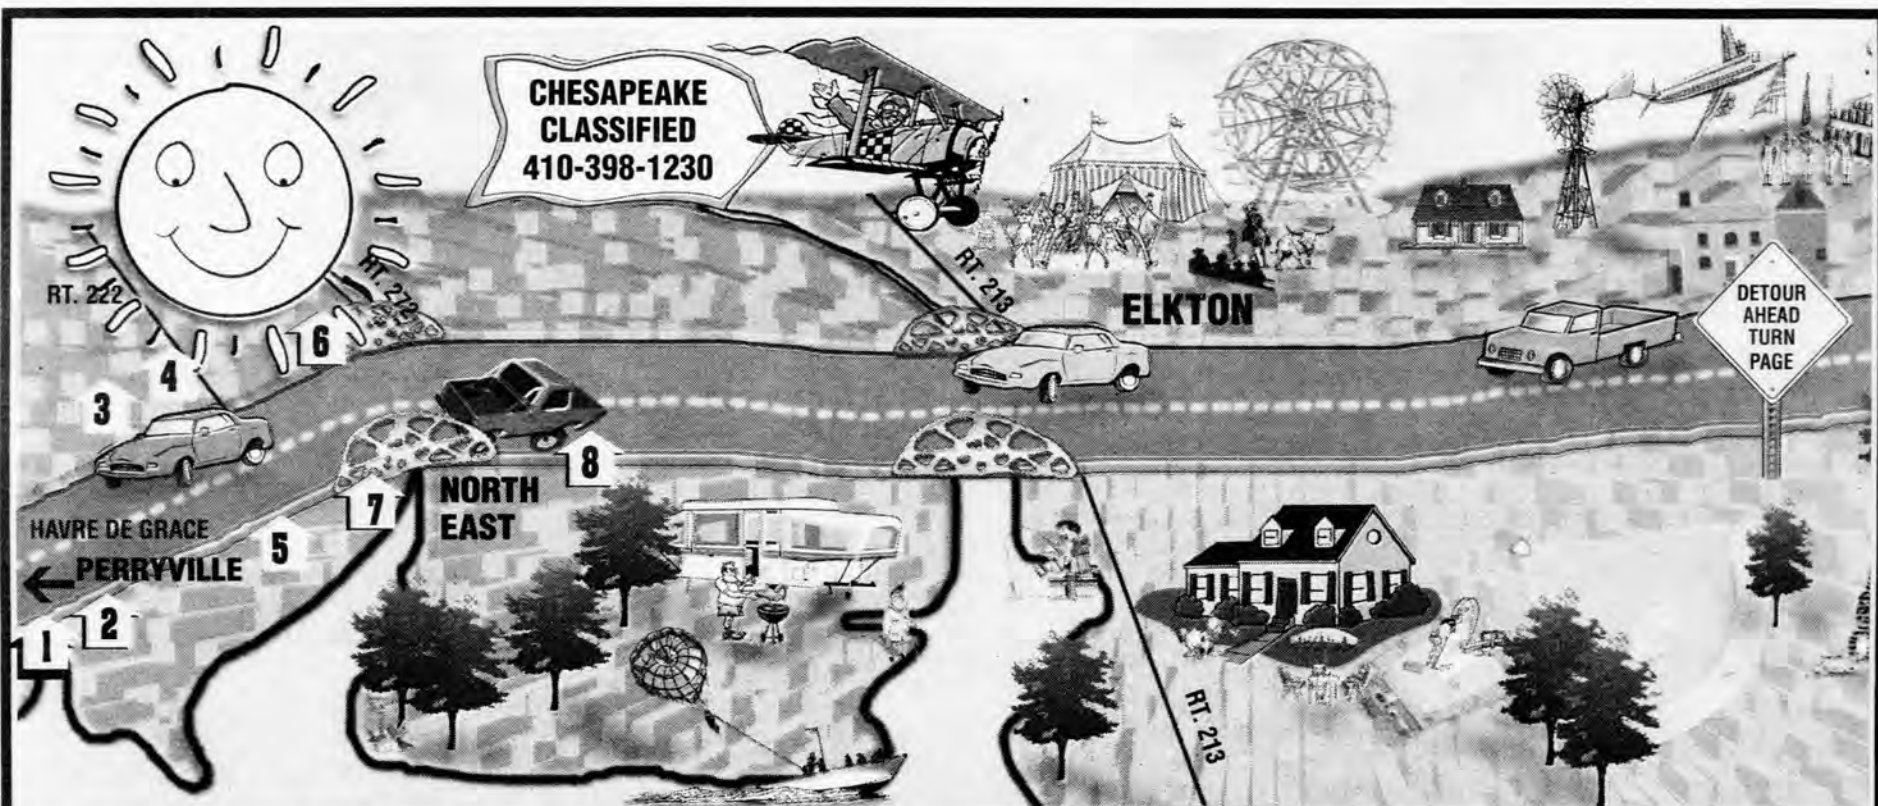 CHESAPEAKE
CLASSIFIED
410-398-1230
RT. 222
RT. 272
RT. 213
ELKTON
DETOUR
AHEAD
TURN
PAGE
6
4
3
8
7
NORTH
EAST
HAVRE DE GRACE
5
PERRYVILLE
2
1
RT. 213